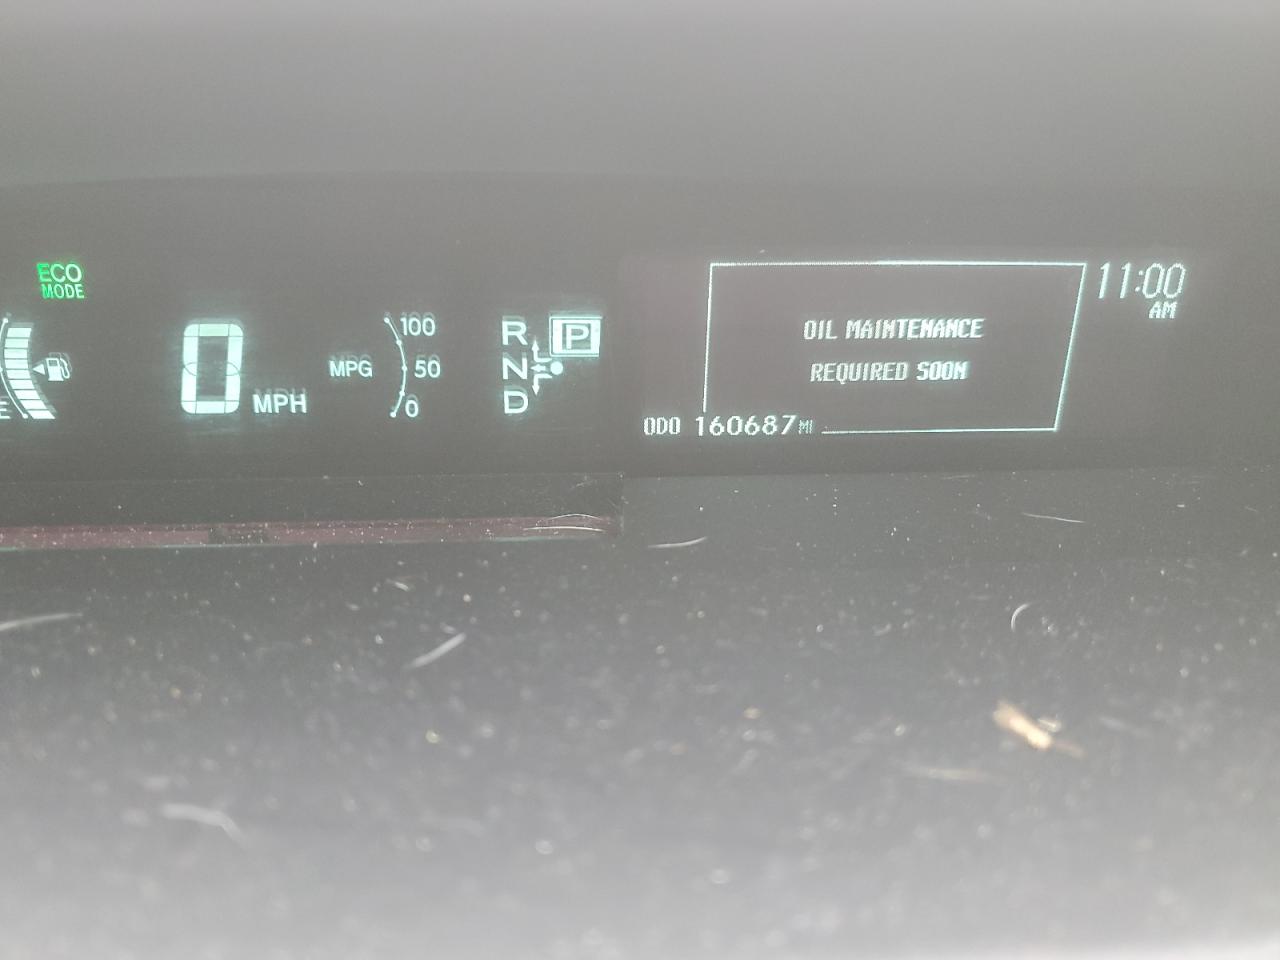 ECO
MODE
E
0 MPH
MPG
100
50
0
R
N
D
P
OIL MAINTENANCE
REQUIRED SOON
ODO 160687 MI
11:00
AM